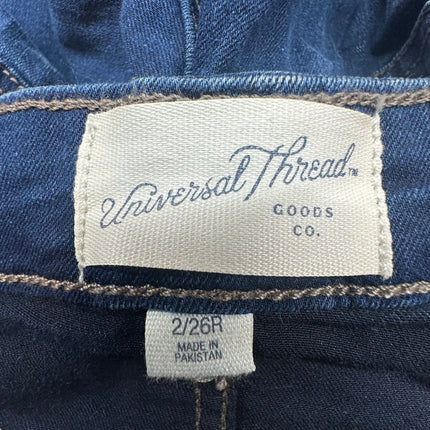 Universal Thread™
GOODS
CO.
2/26R
MADE IN
PAKISTAN